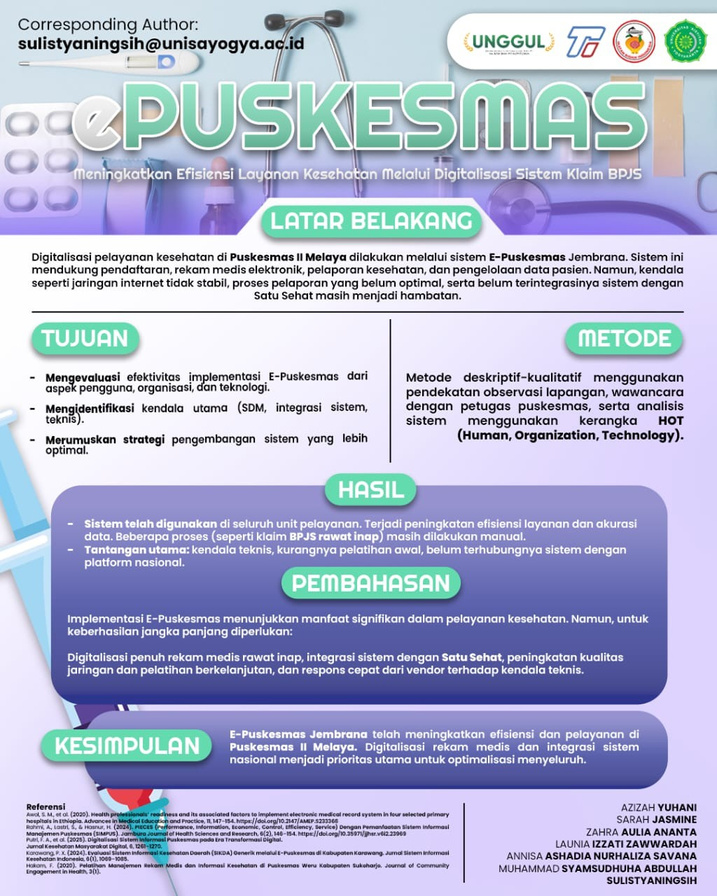 Corresponding Author:
sulistyaningsih@unisayogya.ac.id
UNGGUL
ePUSKESMAS
Meningkatkan Efisiensi Layanan Kesehatan Melalui Digitalisasi Sistem Klaim BPJS
LATAR BELAKANG
Digitalisasi pelayanan kesehatan di Puskesmas II Melaya dilakukan melalui sistem E-Puskesmas Jembrana. Sistem ini
mendukung pendaftaran, rekam medis elektronik, pelaporan kesehatan, dan pengelolaan data pasien. Namun, kendala
seperti jaringan internet tidak stabil, proses pelaporan yang belum optimal, serta belum terintegrasinya sistem dengan
Satu Sehat masih menjadi hambatan.
TUJUAN
- Mengevaluasi efektivitas implementasi E-Puskesmas dari
aspek pengguna, organisasi, dan teknologi.
- Mengidentifikasi kendala utama (SDM, integrasi sistem,
teknis).
- Merumuskan strategi pengembangan sistem yang lebih
optimal.
METODE
Metode deskriptif-kualitatif menggunakan
pendekatan observasi lapangan, wawancara
dengan petugas puskesmas, serta analisis
sistem menggunakan kerangka HOT
(Human, Organization, Technology).
HASIL
- Sistem telah digunakan di seluruh unit pelayanan. Terjadi peningkatan efisiensi layanan dan akurasi
data. Beberapa proses (seperti klaim BPJS rawat inap) masih dilakukan manual.
- Tantangan utama: kendala teknis, kurangnya pelatihan awal, belum terhubungnya sistem dengan
platform nasional.
PEMBAHASAN
Implementasi E-Puskesmas menunjukkan manfaat signifikan dalam pelayanan kesehatan. Namun, untuk
keberhasilan jangka panjang diperlukan:
Digitalisasi penuh rekam medis rawat inap, integrasi sistem dengan Satu Sehat, peningkatan kualitas
jaringan dan pelatihan berkelanjutan, dan respons cepat dari vendor terhadap kendala teknis.
KESIMPULAN
E-Puskesmas Jembrana telah meningkatkan efisiensi dan pelayanan di
Puskesmas II Melaya. Digitalisasi rekam medis dan integrasi sistem
nasional menjadi prioritas utama untuk optimalisasi menyeluruh.
Referensi
Awol, S. M., et al. (2020). Health professionals' readiness and its associated factors to implement electronic medical record system in four selected primary
hospitals in Ethiopia. Advances in Medical Education and Practice, 11, 147–154. https://doi.org/10.2147/AMEP.S233368
Rahmi, A., Lastri, S., & Hasnur, H. (2024). PIECES (Performance, Information, Economic, Control, Efficiency, Service) Dengan Pemanfaatan Sistem Informasi
Manajemen Puskesmas (SIMPUS). Jambura Journal of Health Sciences and Research, 6(2), 146–154. https://doi.org/10.35971/jjhsr.v6i2.23969
Putri, F. A., et al. (2025). Digitalisasi Sistem Informasi Puskesmas pada Era Transformasi Digital.
Jurnal Kesehatan Masyarakat Digital, 8, 1261–1270.
Karawang, P. X. (2024). Evaluasi Sistem Informasi Kesehatan Daerah (SIKDA) Generik melalui E-Puskesmas di Kabupaten Karawang. Jurnal Sistem Informasi
Kesehatan Indonesia, 6(1), 1069–1085.
Hakam, F. (2020). Pelatihan Manajemen Rekam Medis dan Informasi Kesehatan di Puskesmas Weru Kabupaten Sukoharjo. Journal of Community
Engagement in Health, 3(1).
AZIZAH YUHANI
SARAH JASMINE
ZAHRA AULIA ANANTA
LAUNIA IZZATI ZAWWARDAH
ANNISA ASHADIA NURHALIZA SAVANA
MUHAMMAD SYAMSUDHUHA ABDULLAH
SULISTYANINGSIH